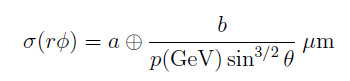 σ(rϕ) = a ⊕ b / p(GeV) sin^{3/2} θ μm